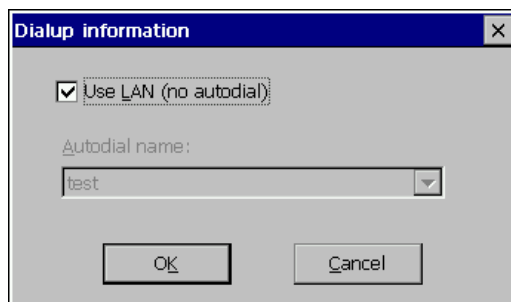 Dialup information
Use LAN (no autodial)
Autodial name:
test
OK
Cancel